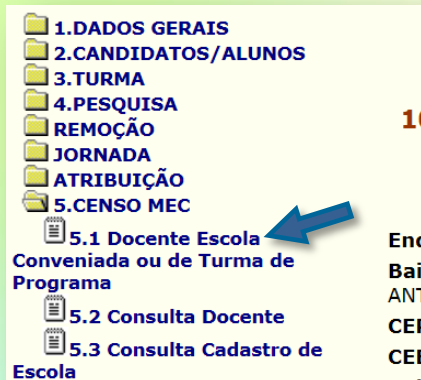 1.DADOS GERAIS
2.CANDIDATOS/ALUNOS
3.TURMA
4.PESQUISA
REMOÇÃO
JORNADA
ATRIBUIÇÃO
5.CENSO MEC
5.1 Docente Escola
Conveniada ou de Turma de
Programa
5.2 Consulta Docente
5.3 Consulta Cadastro de
Escola